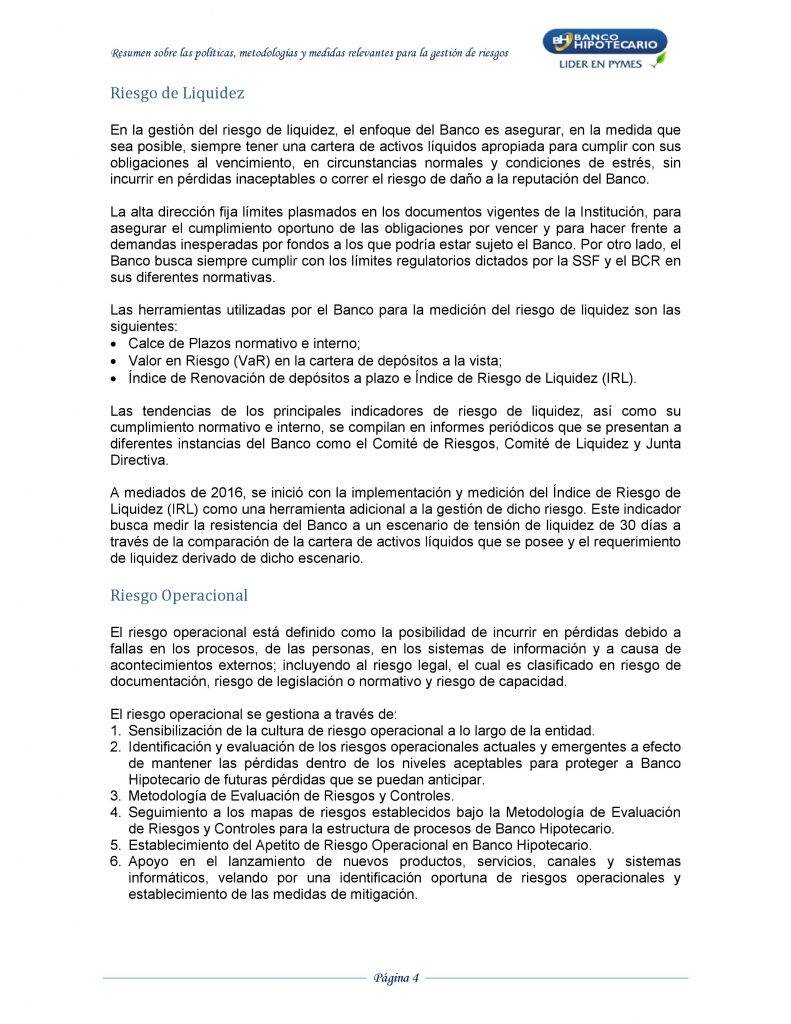 Resumen sobre las políticas, metodologías y medidas relevantes para la gestión de riesgos
BH BANCO
HIPOTECARIO
LIDER EN PYMES
Riesgo de Liquidez
En la gestión del riesgo de liquidez, el enfoque del Banco es asegurar, en la medida que
sea posible, siempre tener una cartera de activos líquidos apropiada para cumplir con sus
obligaciones al vencimiento, en circunstancias normales y condiciones de estrés, sin
incurrir en pérdidas inaceptables o correr el riesgo de daño a la reputación del Banco.
La alta dirección fija límites plasmados en los documentos vigentes de la Institución, para
asegurar el cumplimiento oportuno de las obligaciones por vencer y para hacer frente a
demandas inesperadas por fondos a los que podría estar sujeto el Banco. Por otro lado, el
Banco busca siempre cumplir con los límites regulatorios dictados por la SSF y el BCR en
sus diferentes normativas.
Las herramientas utilizadas por el Banco para la medición del riesgo de liquidez son las
siguientes:
• Calce de Plazos normativo e interno;
• Valor en Riesgo (VaR) en la cartera de depósitos a la vista;
• Índice de Renovación de depósitos a plazo e Índice de Riesgo de Liquidez (IRL).
Las tendencias de los principales indicadores de riesgo de liquidez, así como su
cumplimiento normativo e interno, se compilan en informes periódicos que se presentan a
diferentes instancias del Banco como el Comité de Riesgos, Comité de Liquidez y Junta
Directiva.
A mediados de 2016, se inició con la implementación y medición del Índice de Riesgo de
Liquidez (IRL) como una herramienta adicional a la gestión de dicho riesgo. Este indicador
busca medir la resistencia del Banco a un escenario de tensión de liquidez de 30 días a
través de la comparación de la cartera de activos líquidos que se posee y el requerimiento
de liquidez derivado de dicho escenario.
Riesgo Operacional
El riesgo operacional está definido como la posibilidad de incurrir en pérdidas debido a
fallas en los procesos, de las personas, en los sistemas de información y a causa de
acontecimientos externos; incluyendo al riesgo legal, el cual es clasificado en riesgo de
documentación, riesgo de legislación o normativo y riesgo de capacidad.
El riesgo operacional se gestiona a través de:
1. Sensibilización de la cultura de riesgo operacional a lo largo de la entidad.
2. Identificación y evaluación de los riesgos operacionales actuales y emergentes a efecto
de mantener las pérdidas dentro de los niveles aceptables para proteger a Banco
Hipotecario de futuras pérdidas que se puedan anticipar.
3. Metodología de Evaluación de Riesgos y Controles.
4. Seguimiento a los mapas de riesgos establecidos bajo la Metodología de Evaluación
de Riesgos y Controles para la estructura de procesos de Banco Hipotecario.
5. Establecimiento del Apetito de Riesgo Operacional en Banco Hipotecario.
6. Apoyo en el lanzamiento de nuevos productos, servicios, canales y sistemas
informáticos, velando por una identificación oportuna de riesgos operacionales y
establecimiento de las medidas de mitigación.
Página 4